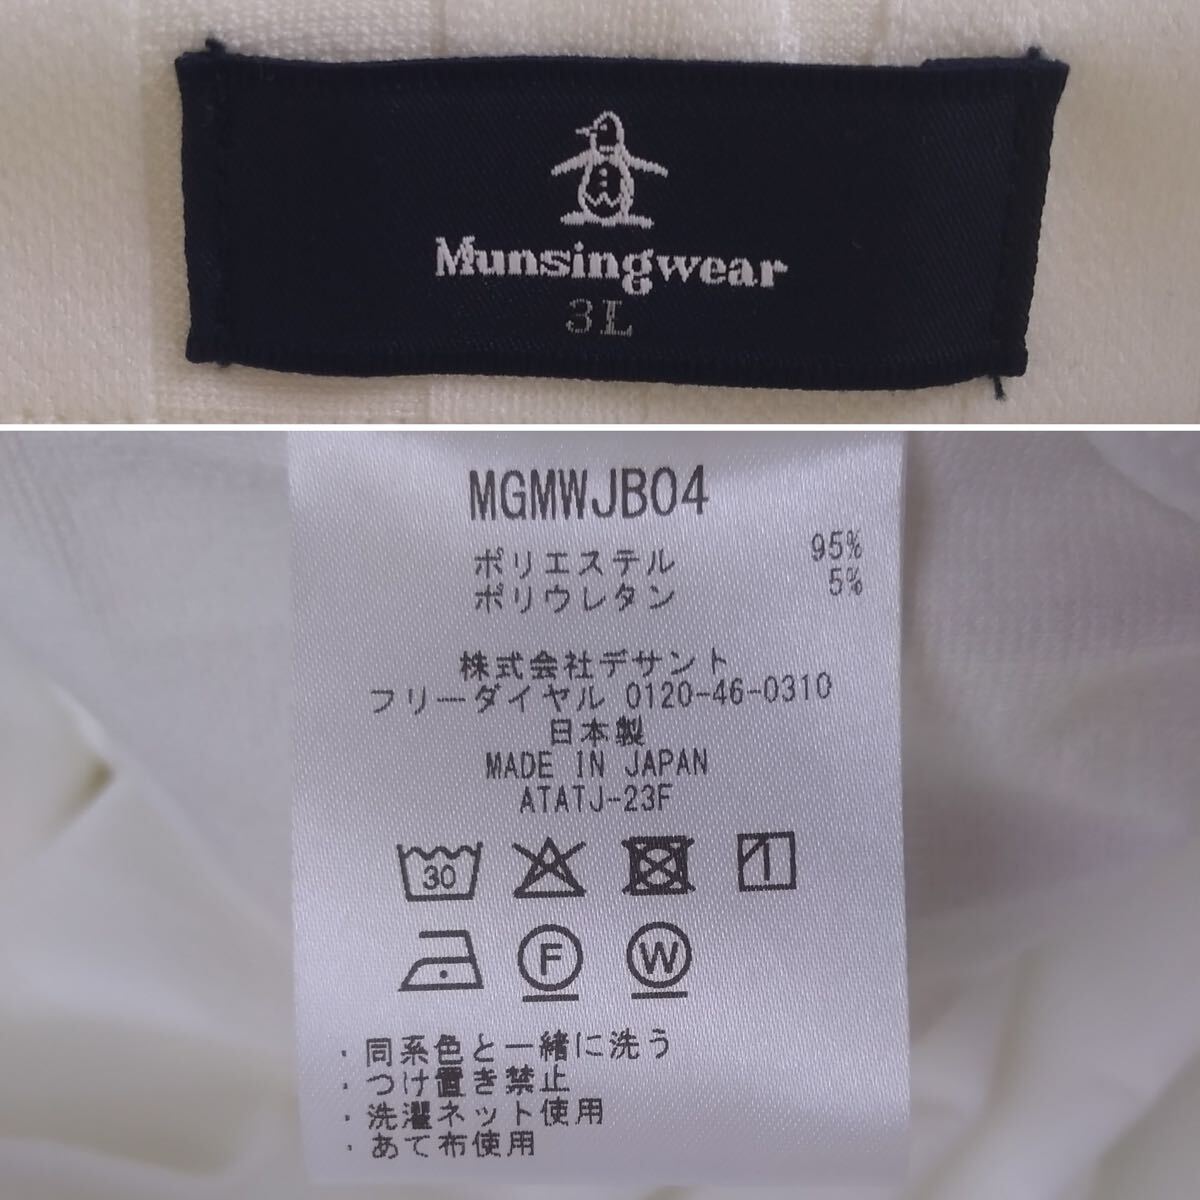 Munsingwear
3L
MGMWJB04
ポリエステル 95%
ポリウレタン 5%
株式会社デサント
フリーダイヤル 0120-46-0310
日本製
MADE IN JAPAN
ATATJ-23F
30
F W
・同系色と一緒に洗う
・つけ置き禁止
・洗濯ネット使用
・あて布使用